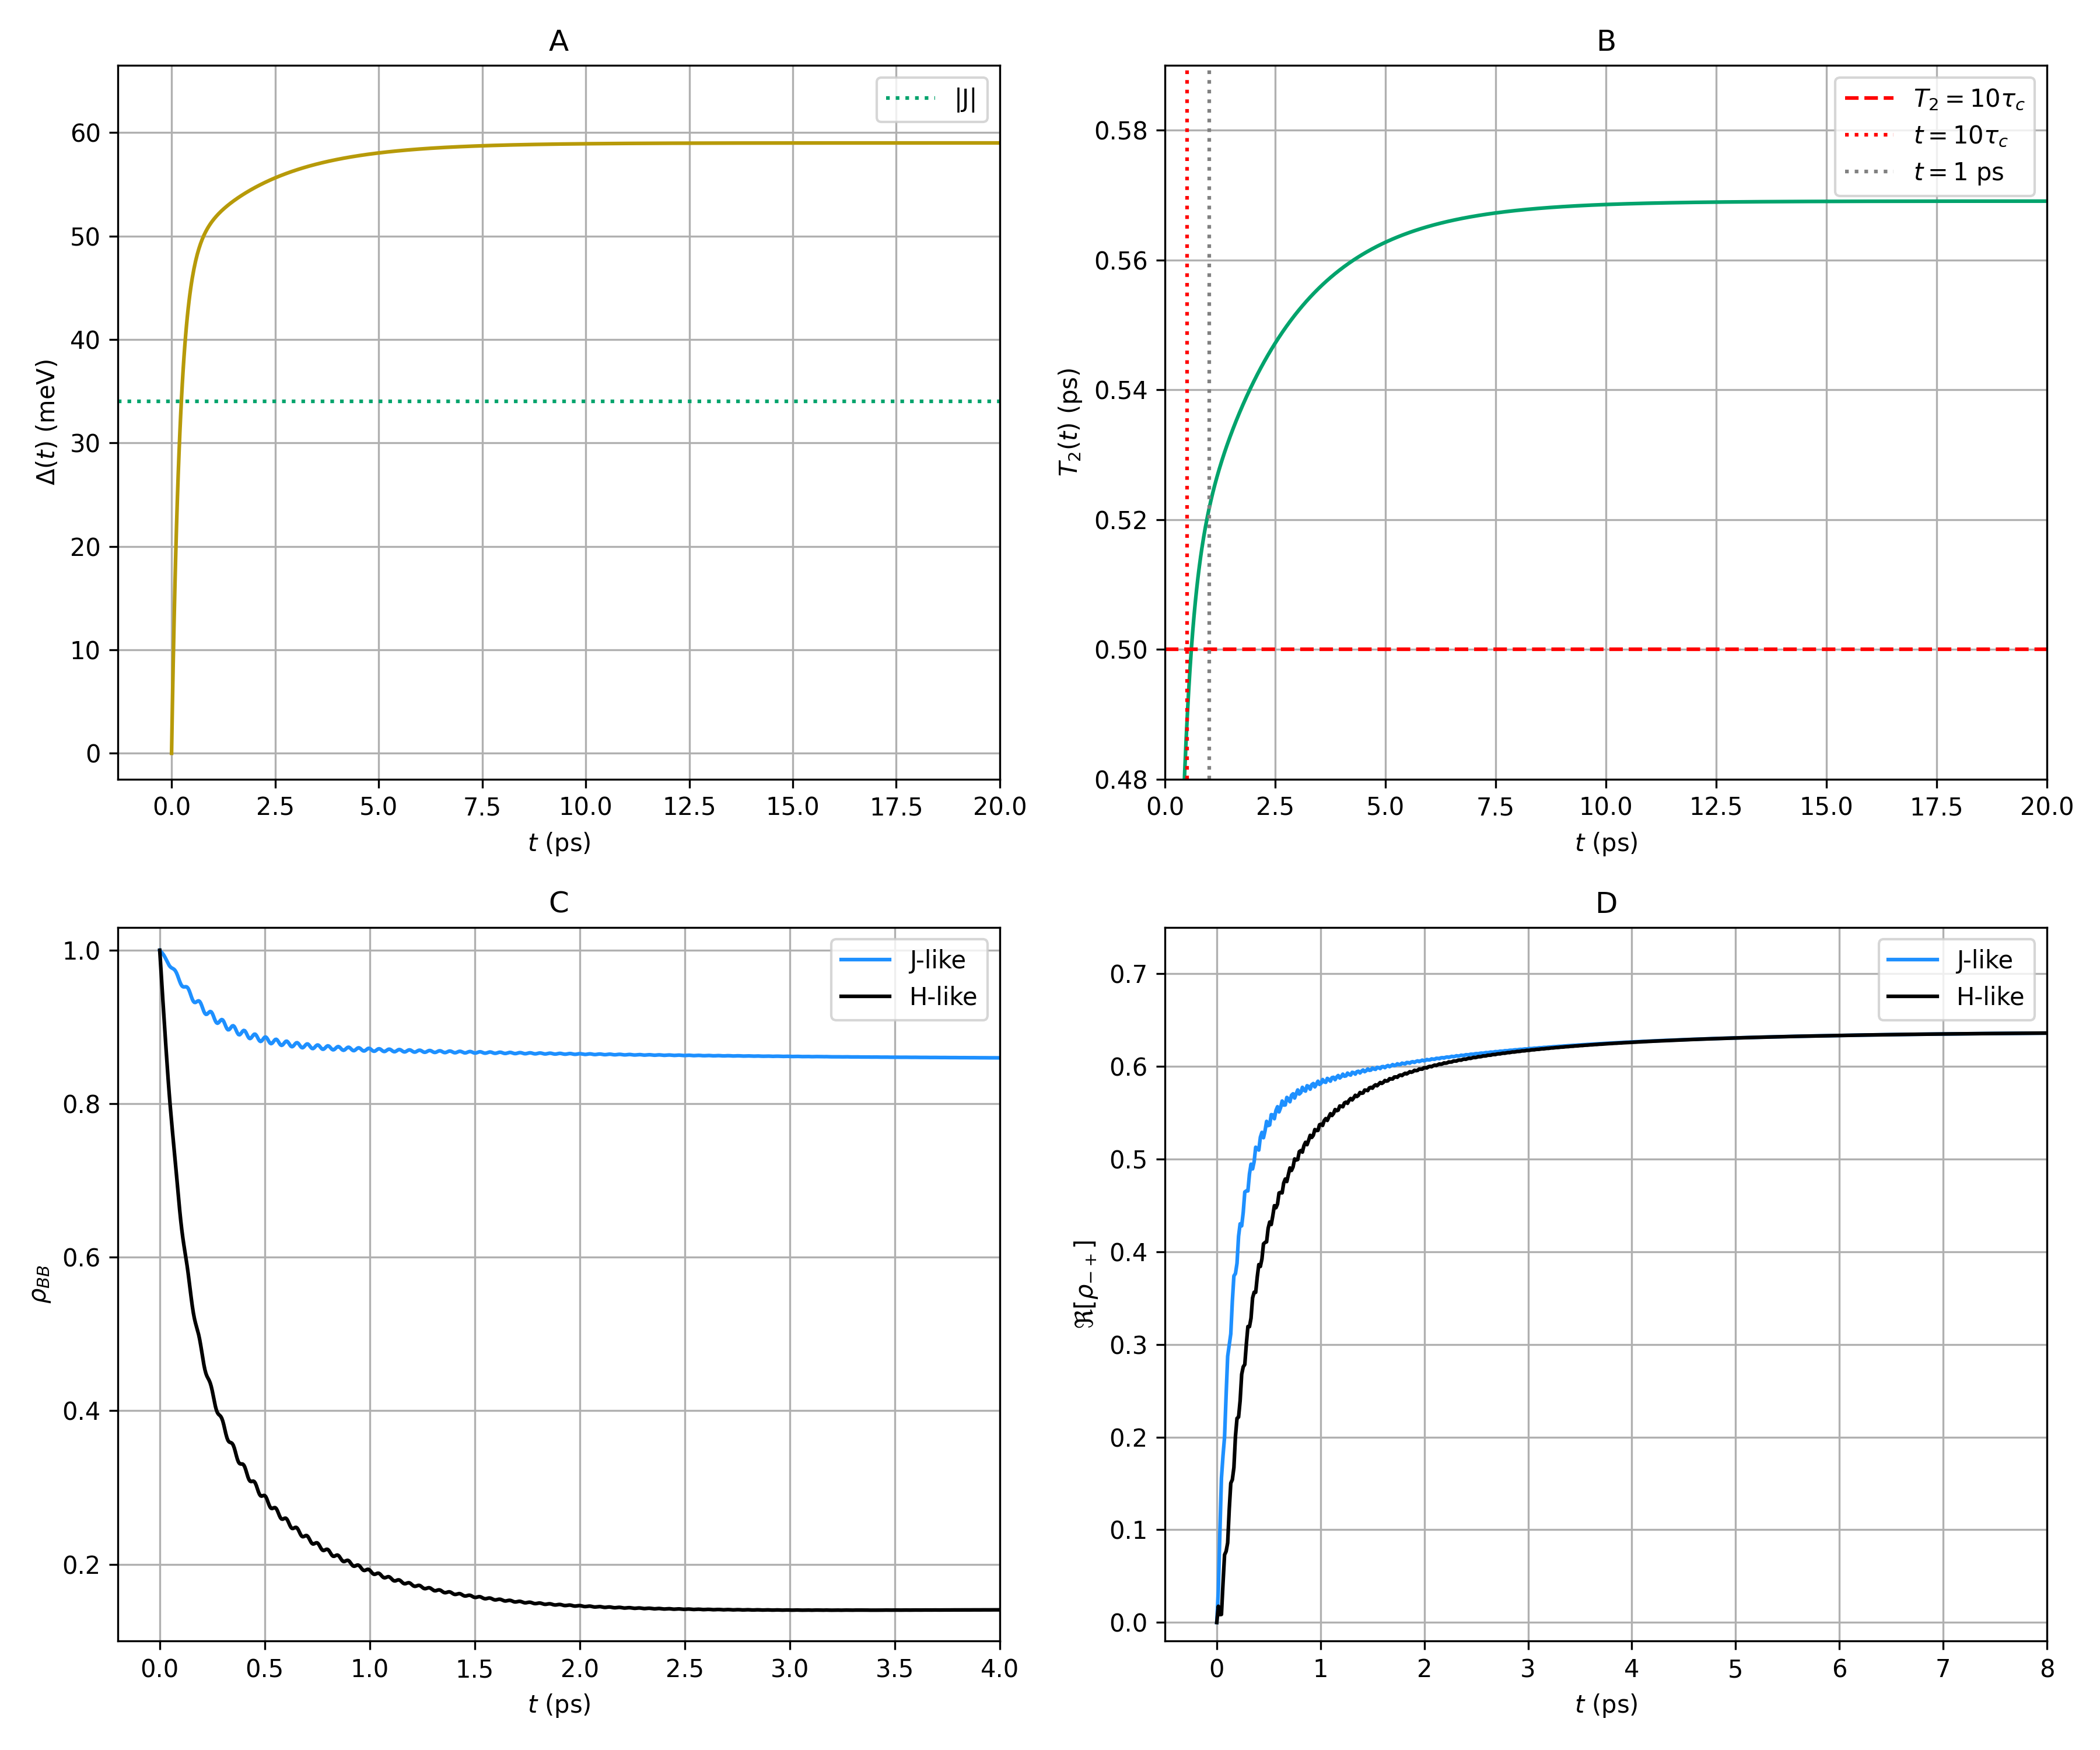 A
|J|
Δ(t) (meV)
60
50
40
30
20
10
0
0.0 2.5 5.0 7.5 10.0 12.5 15.0 17.5 20.0
t (ps)
B
T₂ = 10τ_c
t = 10τ_c
t = 1 ps
T₂(t) (ps)
0.58
0.56
0.54
0.52
0.50
0.48
0.0 2.5 5.0 7.5 10.0 12.5 15.0 17.5 20.0
t (ps)
C
J-like
H-like
ρ_BB
1.0
0.8
0.6
0.4
0.2
0.0 0.5 1.0 1.5 2.0 2.5 3.0 3.5 4.0
t (ps)
D
J-like
H-like
ℜ[ρ₋₊]
0.7
0.6
0.5
0.4
0.3
0.2
0.1
0.0
0 1 2 3 4 5 6 7 8
t (ps)